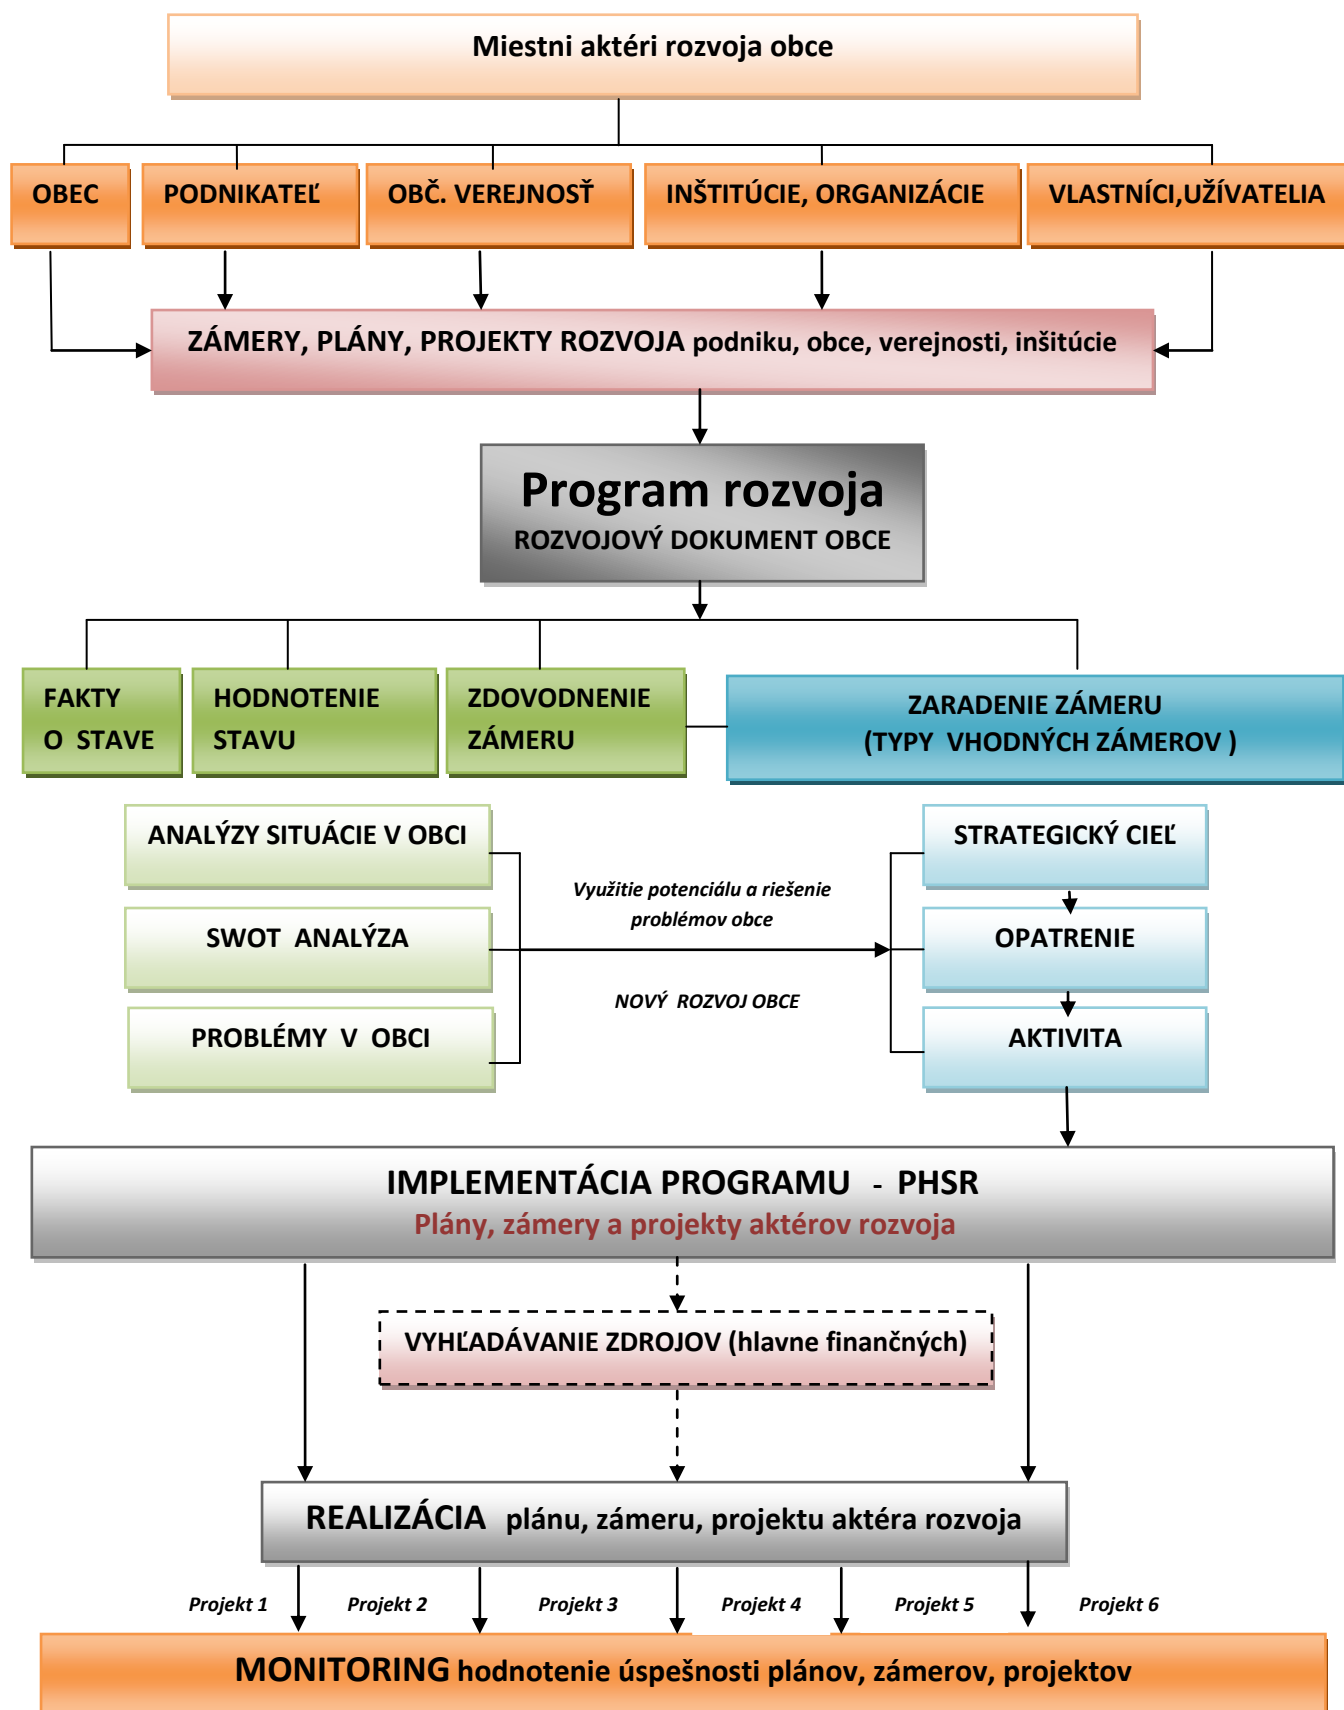 Miestni aktéri rozvoja obce
OBEC
PODNIKATEĽ
OBČ. VEREJNOSŤ
INŠTITÚCIE, ORGANIZÁCIE
VLASTNÍCI,UŽÍVATELIA
ZÁMERY, PLÁNY, PROJEKTY ROZVOJA podniku, obce, verejnosti, inšitúcie
Program rozvoja
ROZVOJOVÝ DOKUMENT OBCE
FAKTY
O STAVE
HODNOTENIE
STAVU
ZDOVODNENIE
ZÁMERU
ZARADENIE ZÁMERU
(TYPY VHODNÝCH ZÁMEROV )
ANALÝZY SITUÁCIE V OBCI
SWOT ANALÝZA
PROBLÉMY V OBCI
Využitie potenciálu a riešenie
problémov obce
NOVÝ ROZVOJ OBCE
STRATEGICKÝ CIEĽ
OPATRENIE
AKTIVITA
IMPLEMENTÁCIA PROGRAMU - PHSR
Plány, zámery a projekty aktérov rozvoja
VYHĽADÁVANIE ZDROJOV (hlavne finančných)
REALIZÁCIA plánu, zámeru, projektu aktéra rozvoja
Projekt 1
Projekt 2
Projekt 3
Projekt 4
Projekt 5
Projekt 6
MONITORING hodnotenie úspešnosti plánov, zámerov, projektov